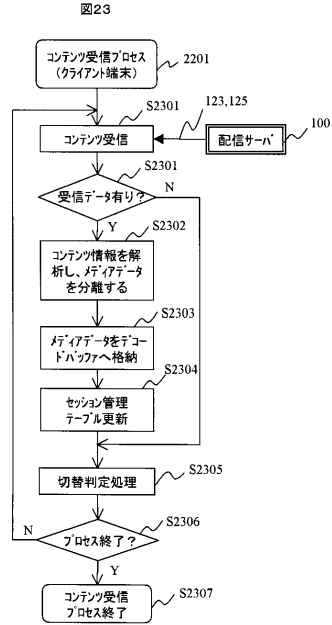 図23
コンテンツ受信プロセス
(クライアント端末)
2201
S2301
123,125
コンテンツ受信
配信サーバ
100
S2301
受信データ有り？
N
Y
S2302
コンテンツ情報を解
析し、メディアデータ
を分離する
S2303
メディアデータをデコー
ドバッファへ格納
S2304
セッション管理
テーブル更新
S2305
切替判定処理
S2306
N
プロセス終了？
Y
S2307
コンテンツ受信
プロセス終了